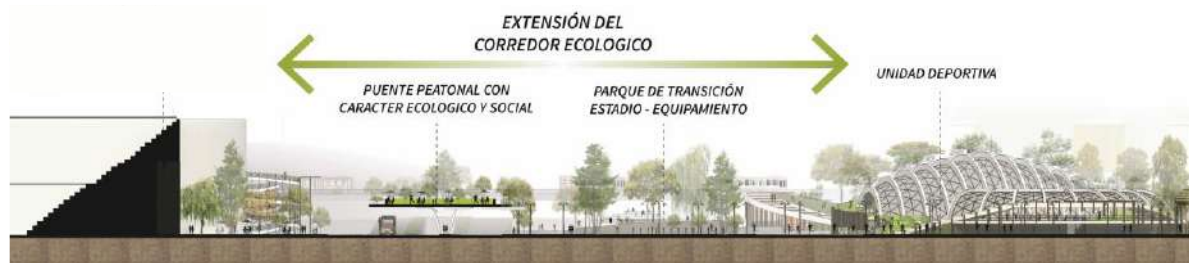 EXTENSIÓN DEL
CORREDOR ECOLOGICO
PUENTE PEATONAL CON
CARACTER ECOLOGICO Y SOCIAL
PARQUE DE TRANSICIÓN
ESTADIO - EQUIPAMIENTO
UNIDAD DEPORTIVA